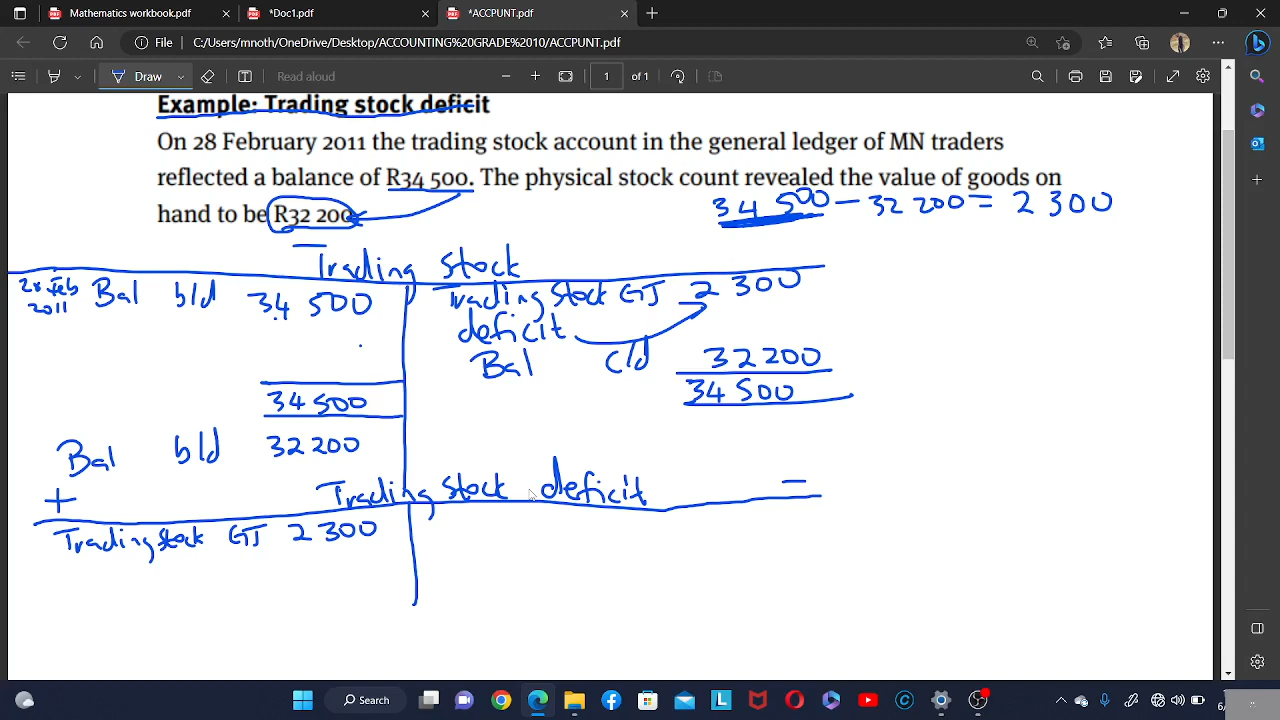 Mathematics workbook.pdf
*Doc1.pdf
*ACCPUNT.pdf
File C:/Users/mnoth/OneDrive/Desktop/ACCOUNTING%20GRADE%2010/ACCPUNT.pdf
Draw
Read aloud
1 of 1
Example: Trading stock deficit
On 28 February 2011 the trading stock account in the general ledger of MN traders
reflected a balance of R34 500. The physical stock count revealed the value of goods on
hand to be R32 200
34 500 - 32 200 = 2 300
Trading stock
28 Feb 2011 Bal b/d 34 500
Trading Stock GJ 2 300
deficit
Bal c/d 32 200
34 500 34 500
Bal b/d 32 200
+ Trading stock deficit -
Trading stock GJ 2 300
Search